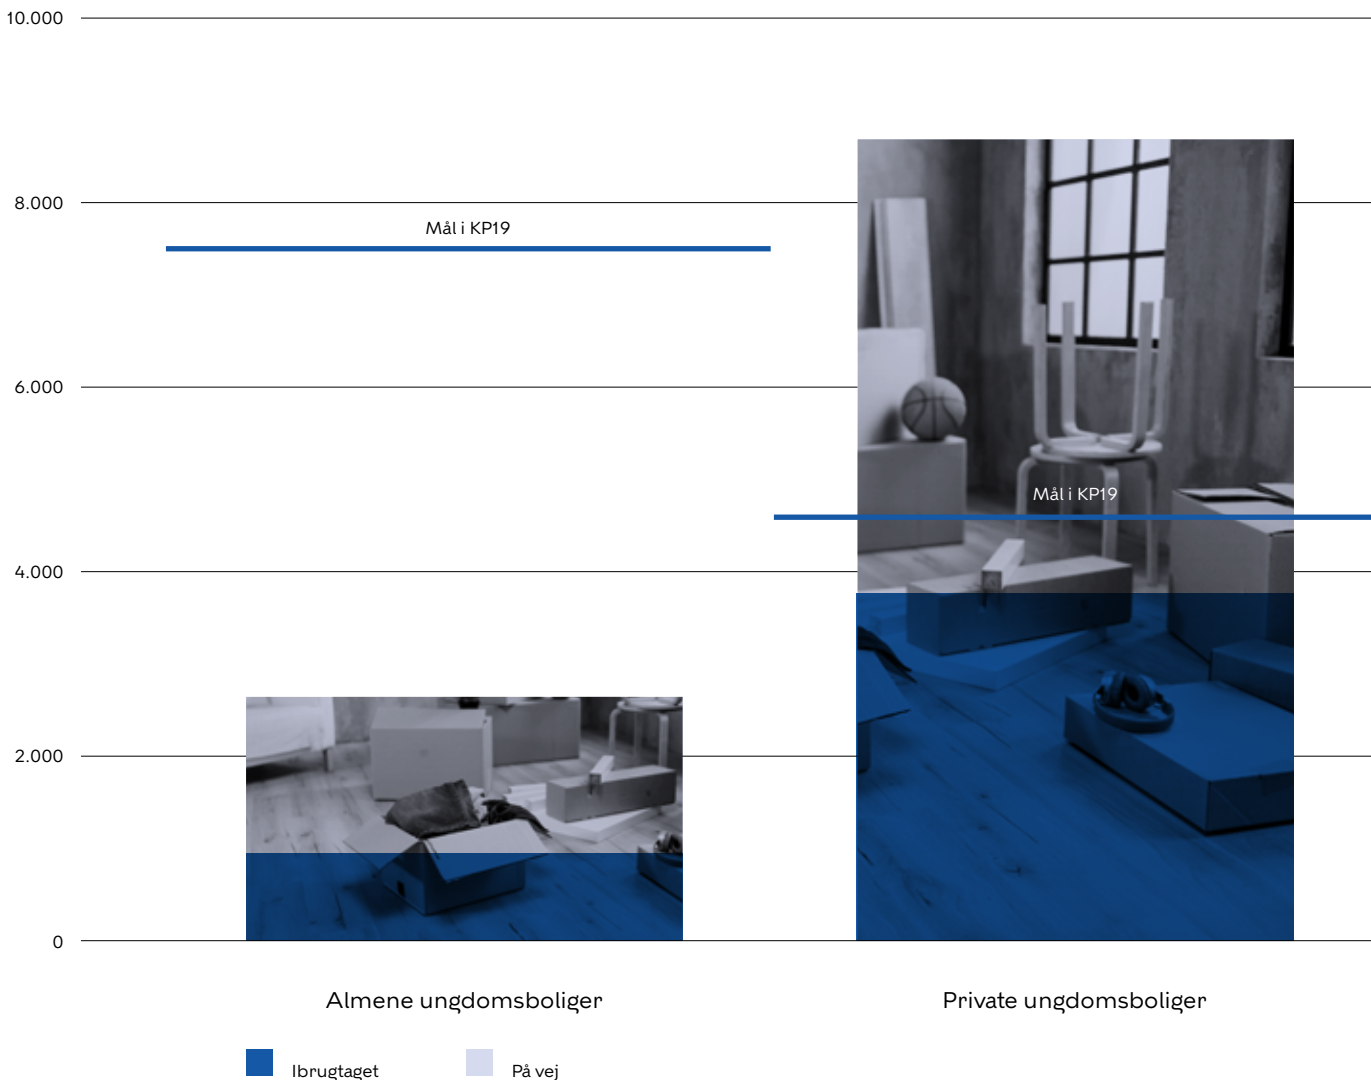 10.000
8.000
Mål i KP19
6.000
Mål i KP19
4.000
2.000
0
Almene ungdomsboliger
Private ungdomsboliger
Ibrugtaget
På vej